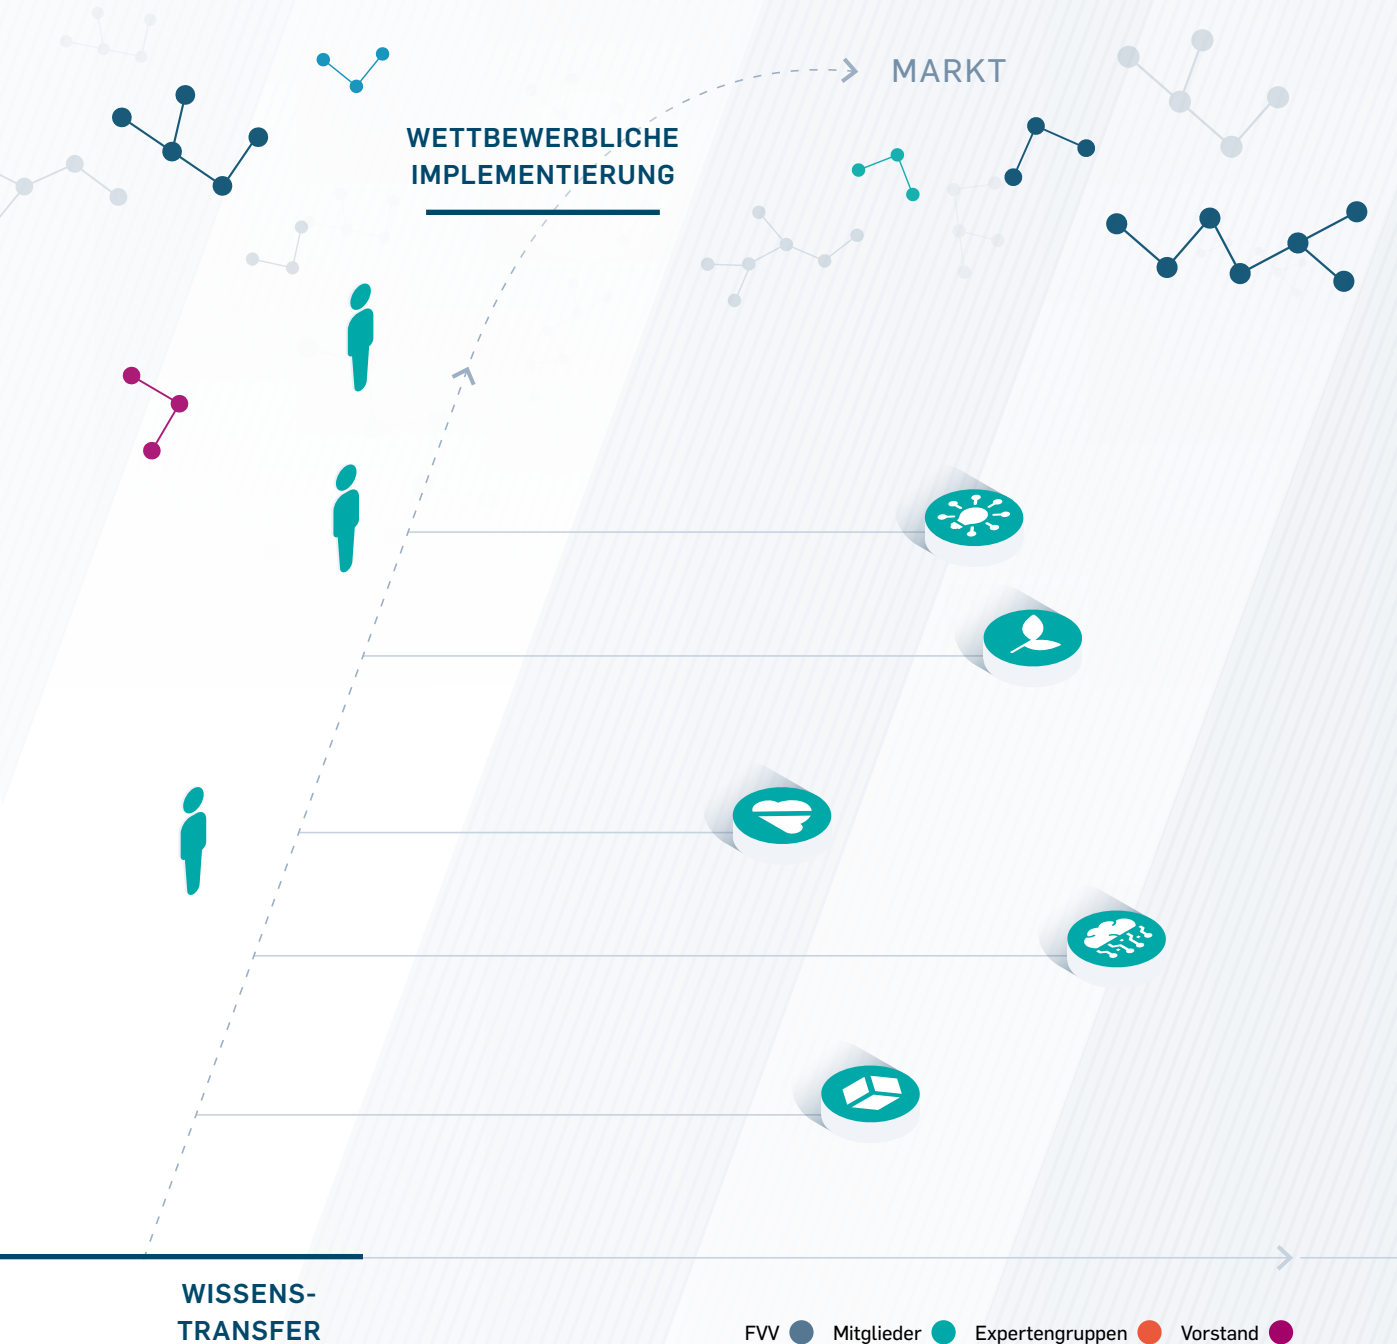 MARKT
WETTBEWERBLICHE
IMPLEMENTIERUNG
WISSENS-
TRANSFER
FVV Mitglieder Expertengruppen Vorstand